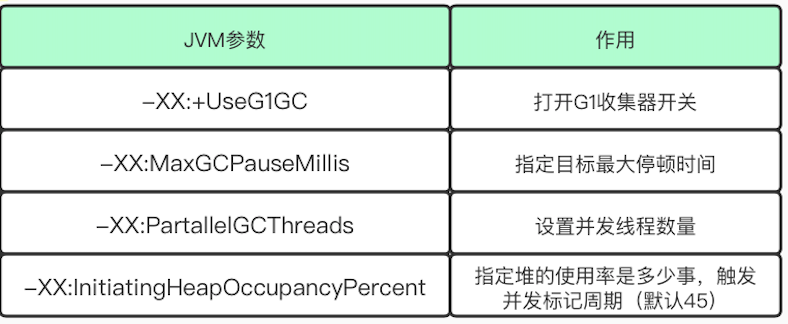 JVM参数
作用
-XX:+UseG1GC
打开G1收集器开关
-XX:MaxGCPauseMillis
指定目标最大停顿时间
-XX:PartallelGCThreads
设置并发线程数量
-XX:InitiatingHeapOccupancyPercent
指定堆的使用率是多少事，触发
并发标记周期（默认45）